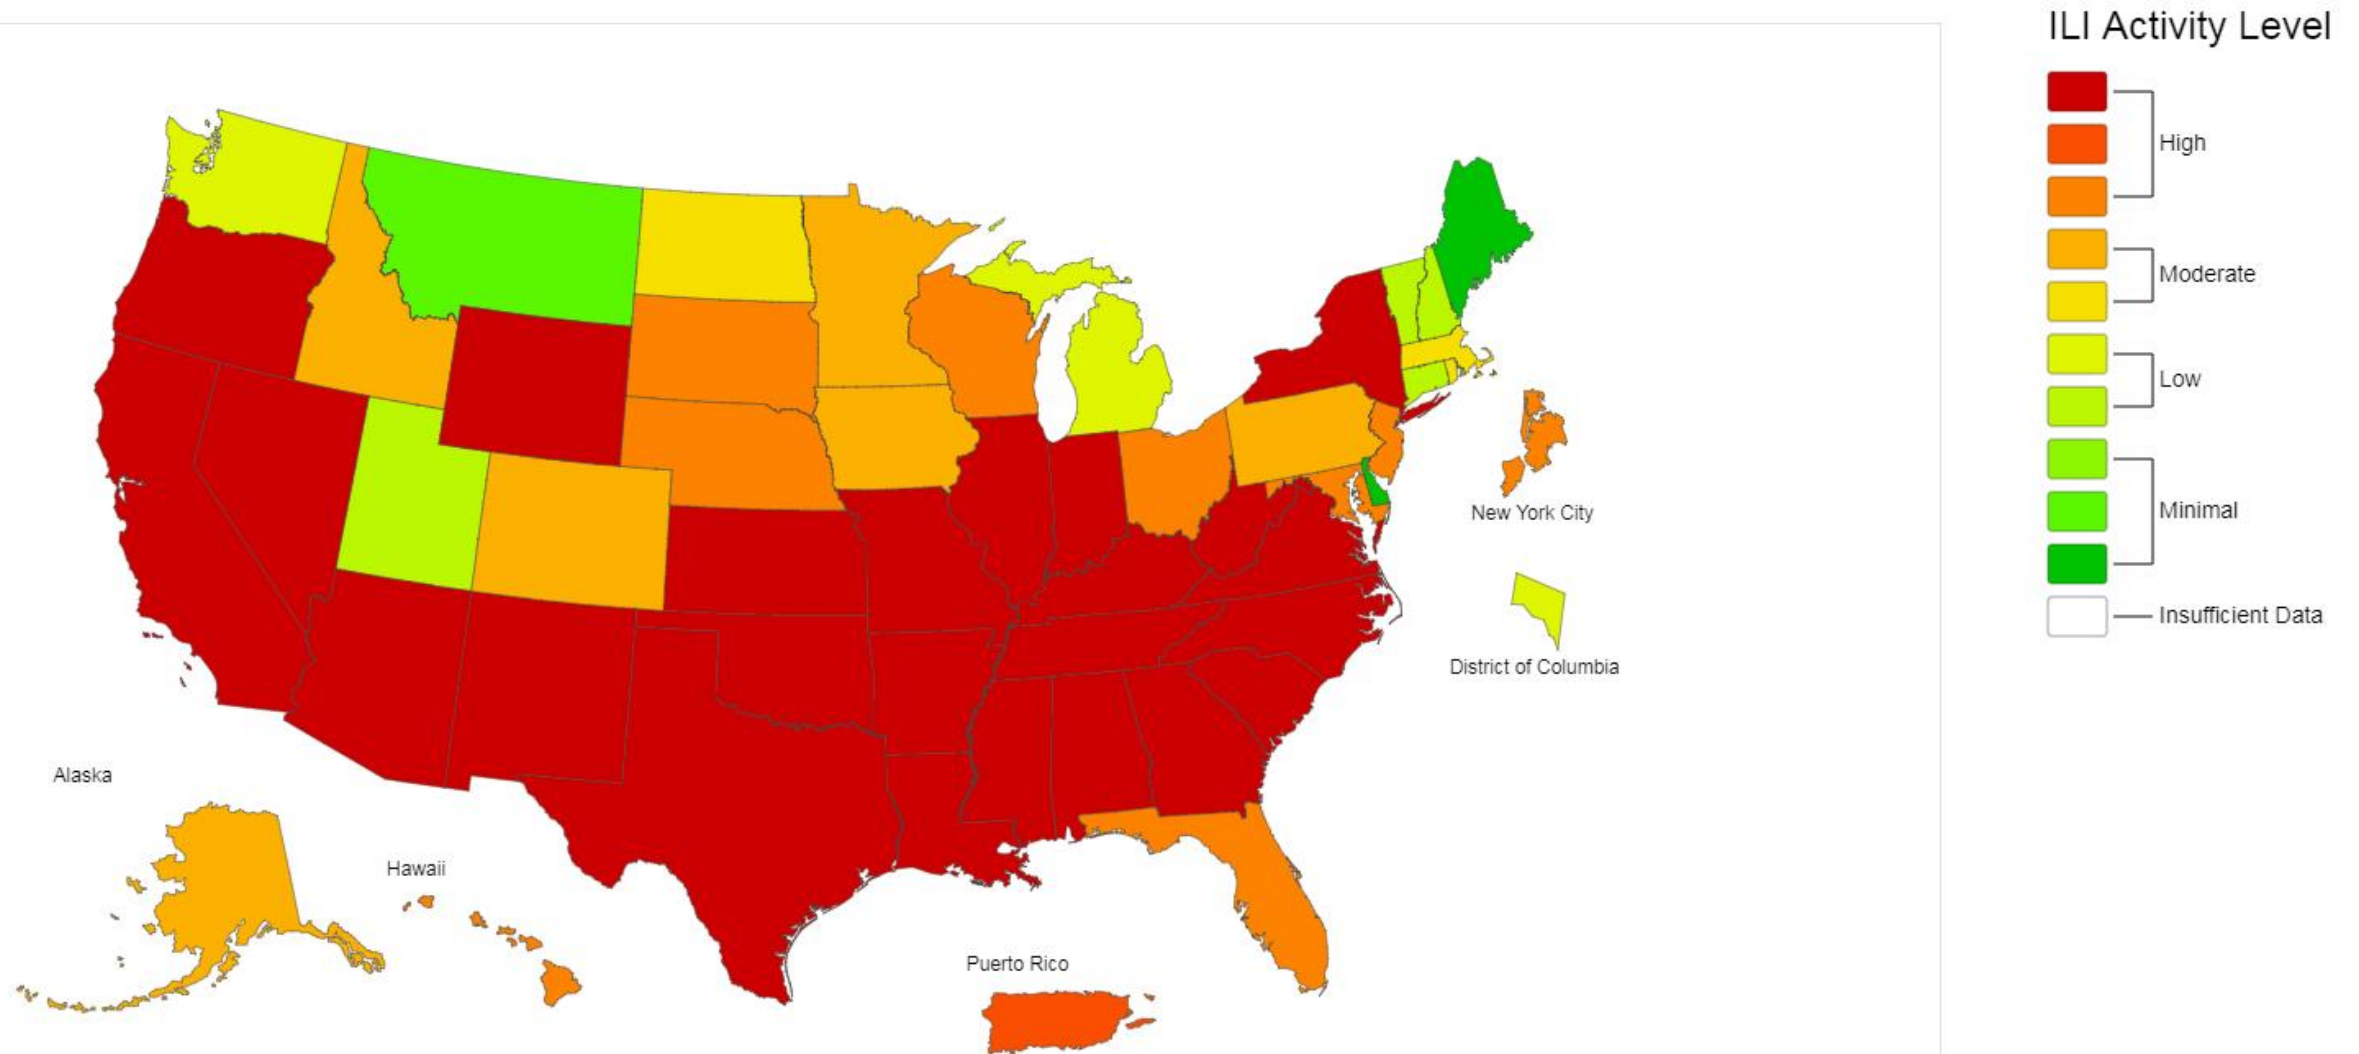 ILI Activity Level
High
Moderate
Low
Minimal
Insufficient Data
New York City
District of Columbia
Alaska
Hawaii
Puerto Rico